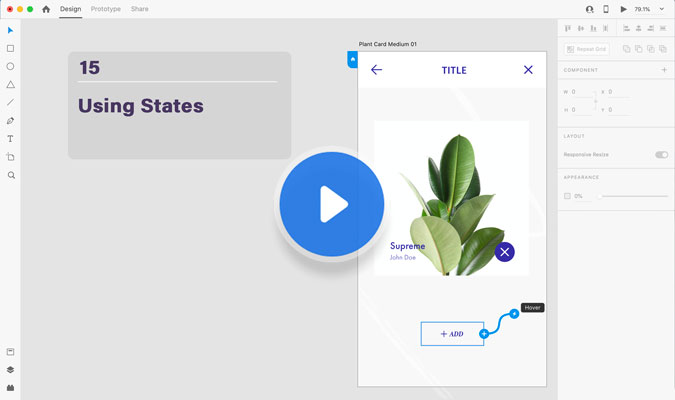 Design Prototype Share
79.1%
Plant Card Medium 01
15
Using States
TITLE
Supreme
John Doe
Hover
+ ADD
Repeat Grid
COMPONENT
W 0 X 0
H 0 Y 0
LAYOUT
Responsive Resize
APPEARANCE
0%